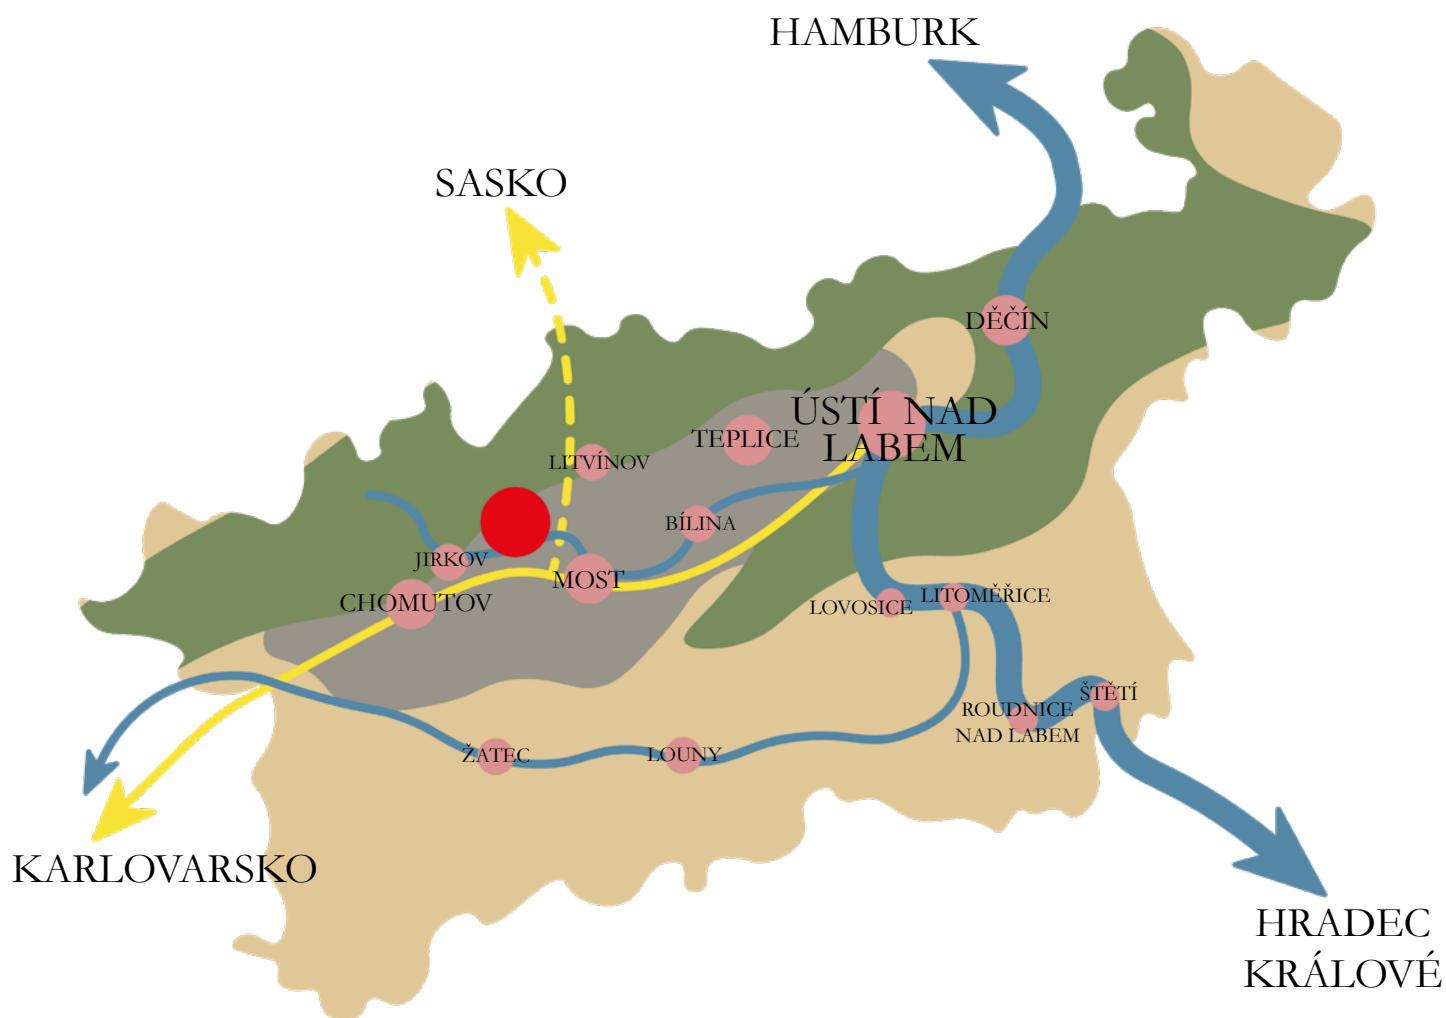 HAMBURK
SASKO
DĚČÍN
ÚSTÍ NAD
LABEM
TEPLICE
LITVÍNOV
BÍLINA
JIRKOV
MOST
CHOMUTOV
LOVOSICE
LITOMĚŘICE
ŠTĚTÍ
ROUDNICE
NAD LABEM
ŽATEC
LOUNY
KARLOVARSKO
HRADEC
KRÁLOVÉ